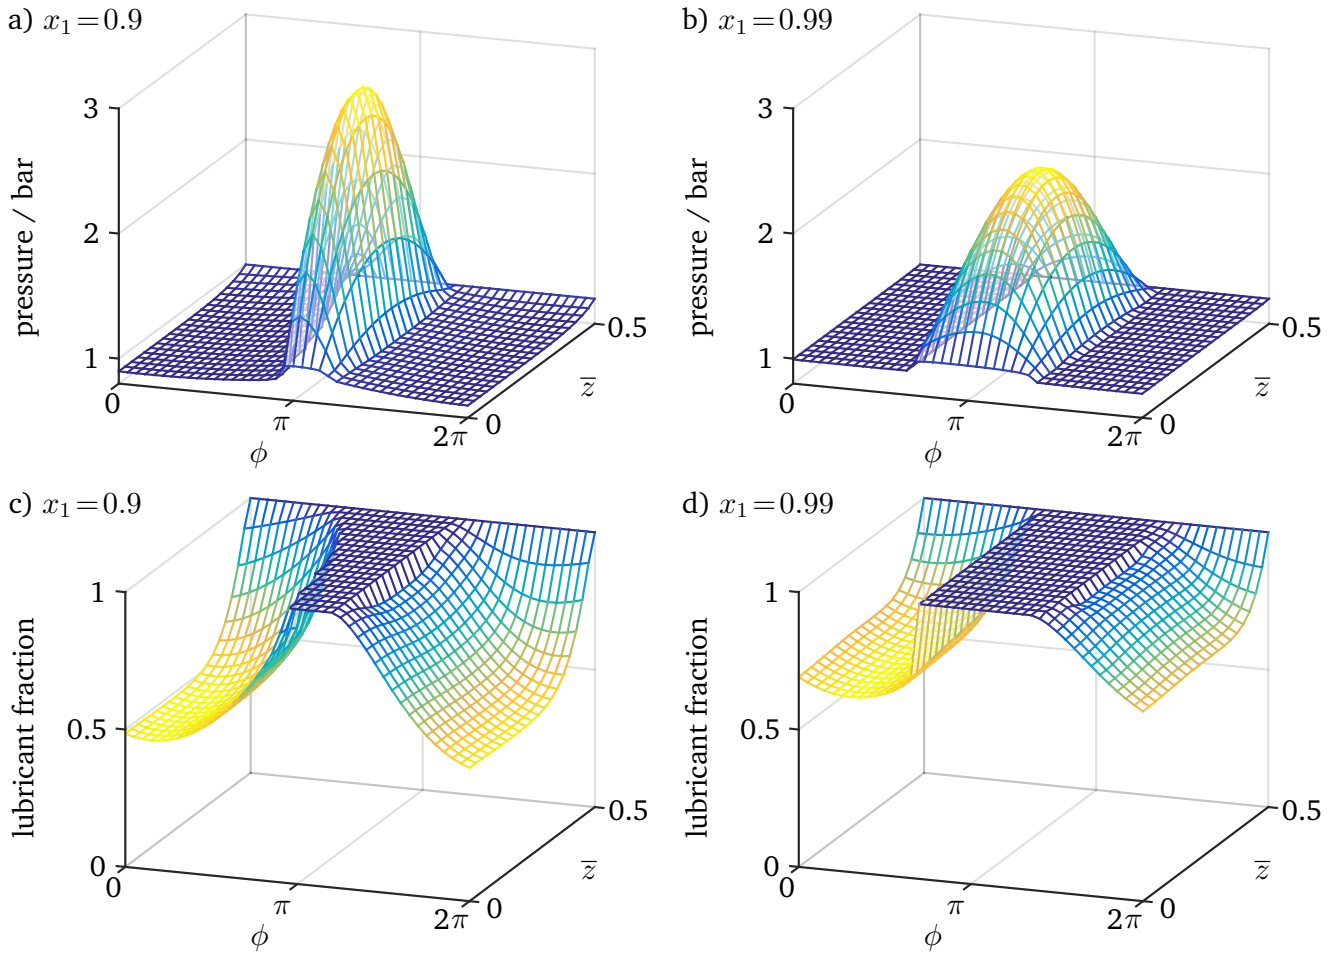 a) x₁=0.9
3
2
1
pressure / bar
0
π
2π
ϕ
0
0.5
z̅
b) x₁=0.99
3
2
1
pressure / bar
0
π
2π
ϕ
0
0.5
z̅
c) x₁=0.9
1
0.5
0
lubricant fraction
0
π
2π
ϕ
0
0.5
z̅
d) x₁=0.99
1
0.5
0
lubricant fraction
0
π
2π
ϕ
0
0.5
z̅